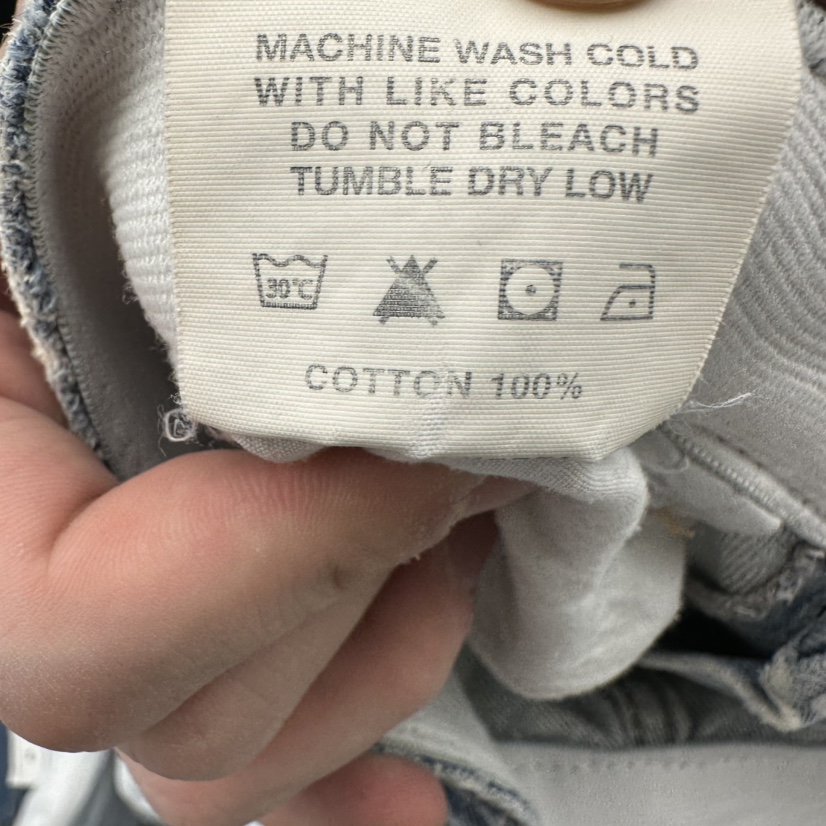 MACHINE WASH COLD
WITH LIKE COLORS
DO NOT BLEACH
TUMBLE DRY LOW
30°C
COTTON 100%